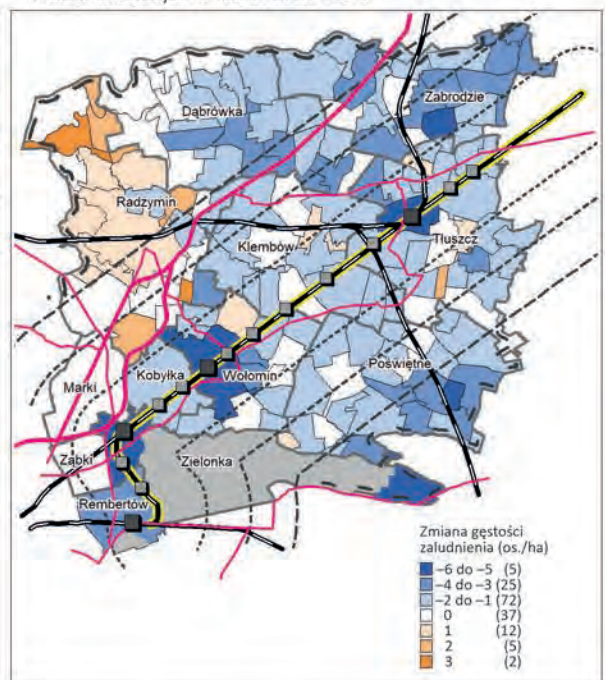 Dąbrówka
Zabrodzie
Radzymin
Klembów
Tłuszcz
Marki
Kobyłka
Wołomin
Poświętne
Ząbki
Zielonka
Rembertów
Zmiana gęstości
zaludnienia (os./ha)
−6 do −5 (5)
−4 do −3 (25)
−2 do −1 (72)
0 (37)
1 (12)
2 (5)
3 (2)